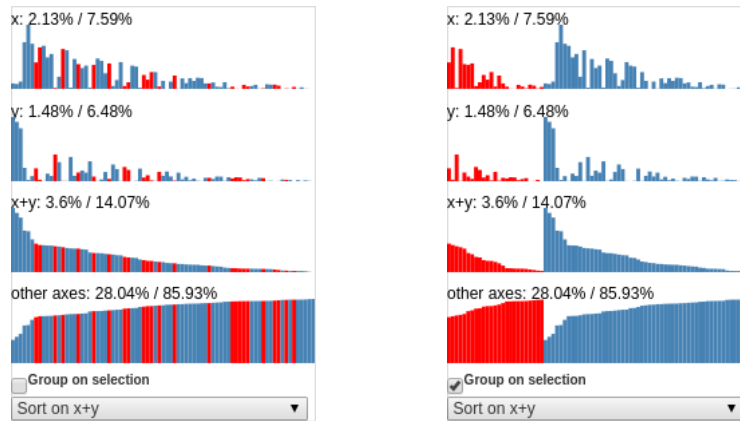 x: 2.13% / 7.59%
y: 1.48% / 6.48%
x+y: 3.6% / 14.07%
other axes: 28.04% / 85.93%
Group on selection
Sort on x+y
x: 2.13% / 7.59%
y: 1.48% / 6.48%
x+y: 3.6% / 14.07%
other axes: 28.04% / 85.93%
Group on selection
Sort on x+y